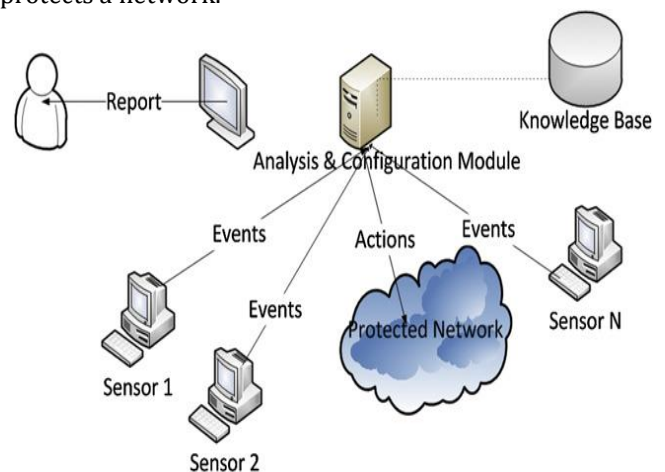 protects a network.
Report
Knowledge Base
Analysis & Configuration Module
Events
Actions
Events
Events
Protected Network
Sensor N
Sensor 1
Sensor 2